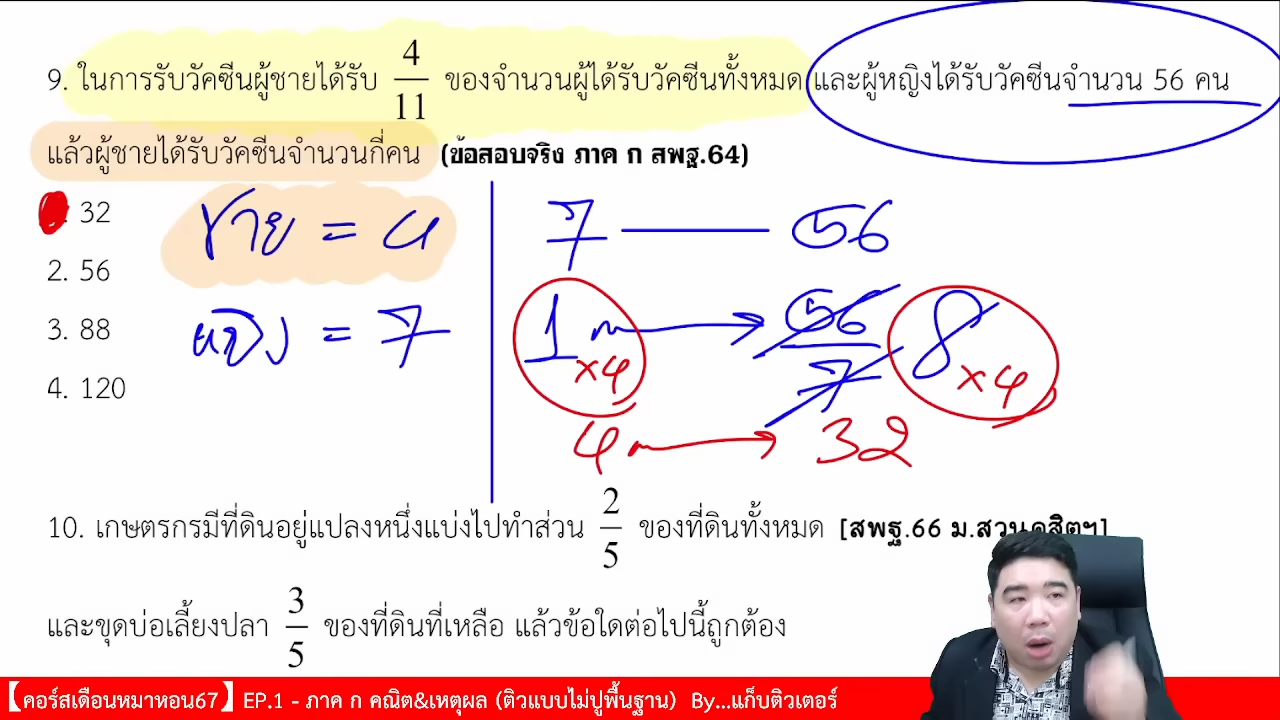 9. ในการรับวัคซีนผู้ชายได้รับ 4/11 ของจำนวนผู้ได้รับวัคซีนทั้งหมด และผู้หญิงได้รับวัคซีนจำนวน 56 คน
แล้วผู้ชายได้รับวัคซีนจำนวนกี่คน (ข้อสอบจริง ภาค ก สพฐ.64)
32
2. 56
3. 88
4. 120
ชาย = 4
หญิง = 7
7 56
1 56/7 8
×4 ×4
4 32
10. เกษตรกรมีที่ดินอยู่แปลงหนึ่งแบ่งไปทำส่วน 2/5 ของที่ดินทั้งหมด [สพฐ.66 ม.สวนดุสิตฯ]
และขุดบ่อเลี้ยงปลา 3/5 ของที่ดินที่เหลือ แล้วข้อใดต่อไปนี้ถูกต้อง
【คอร์สเดือนหมาหอน67】 EP.1 - ภาค ก คณิต&เหตุผล (ติวแบบไม่ปูพื้นฐาน) By...แก็บติวเตอร์